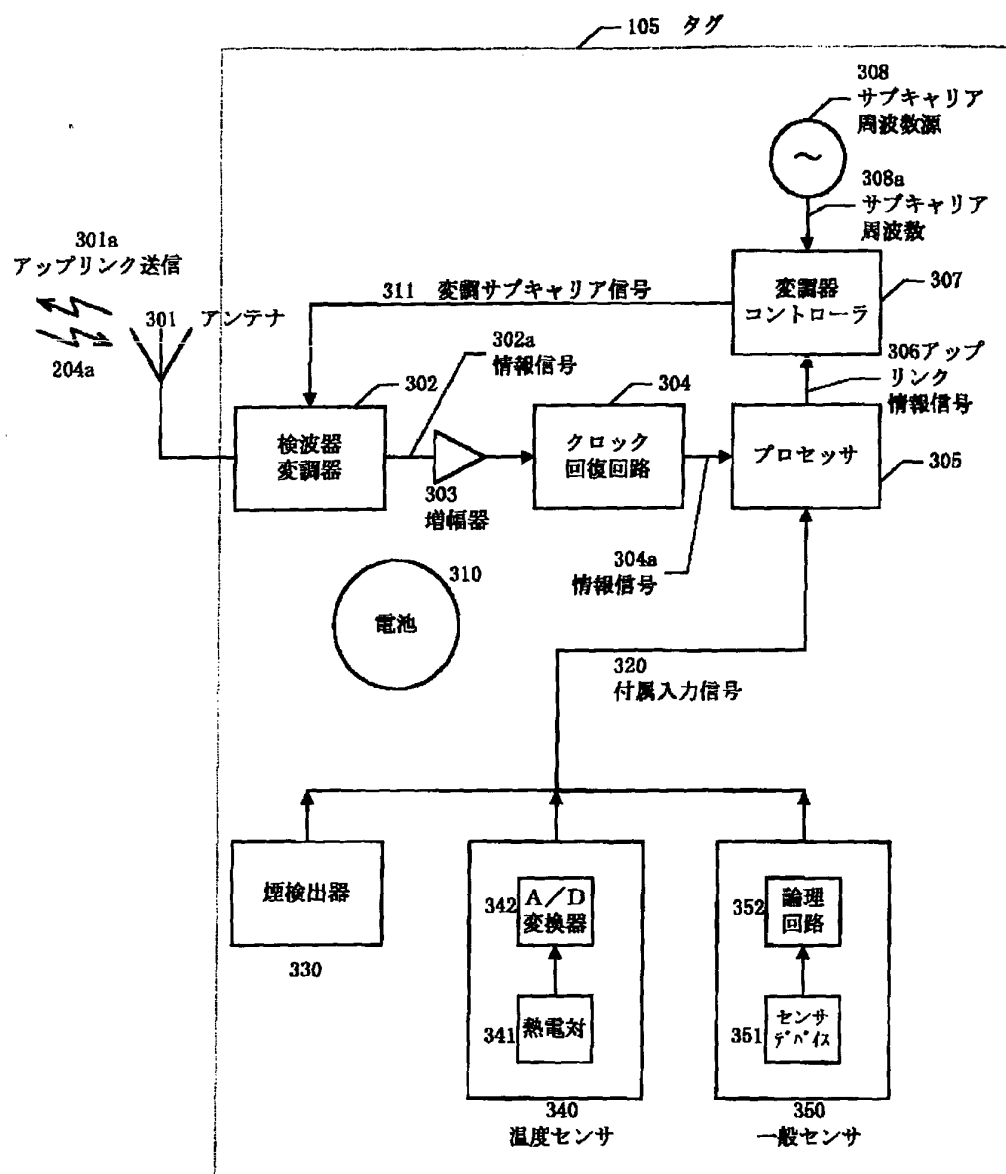 105 タグ
308
サブキャリア
周波数源
~
308a
サブキャリア
周波数
301a
アップリンク送信
301 アンテナ
204a
311 変調サブキャリア信号
変調器
コントローラ
307
302a
情報信号
306アップ
リンク
情報信号
302
304
検波器
変調器
クロック
回復回路
プロセッサ
305
303
増幅器
304a
情報信号
310
電池
320
付属入力信号
煙検出器
330
342
A/D
変換器
341
熱電対
340
温度センサ
352
論理
回路
351
センサ
デバイス
350
一般センサ